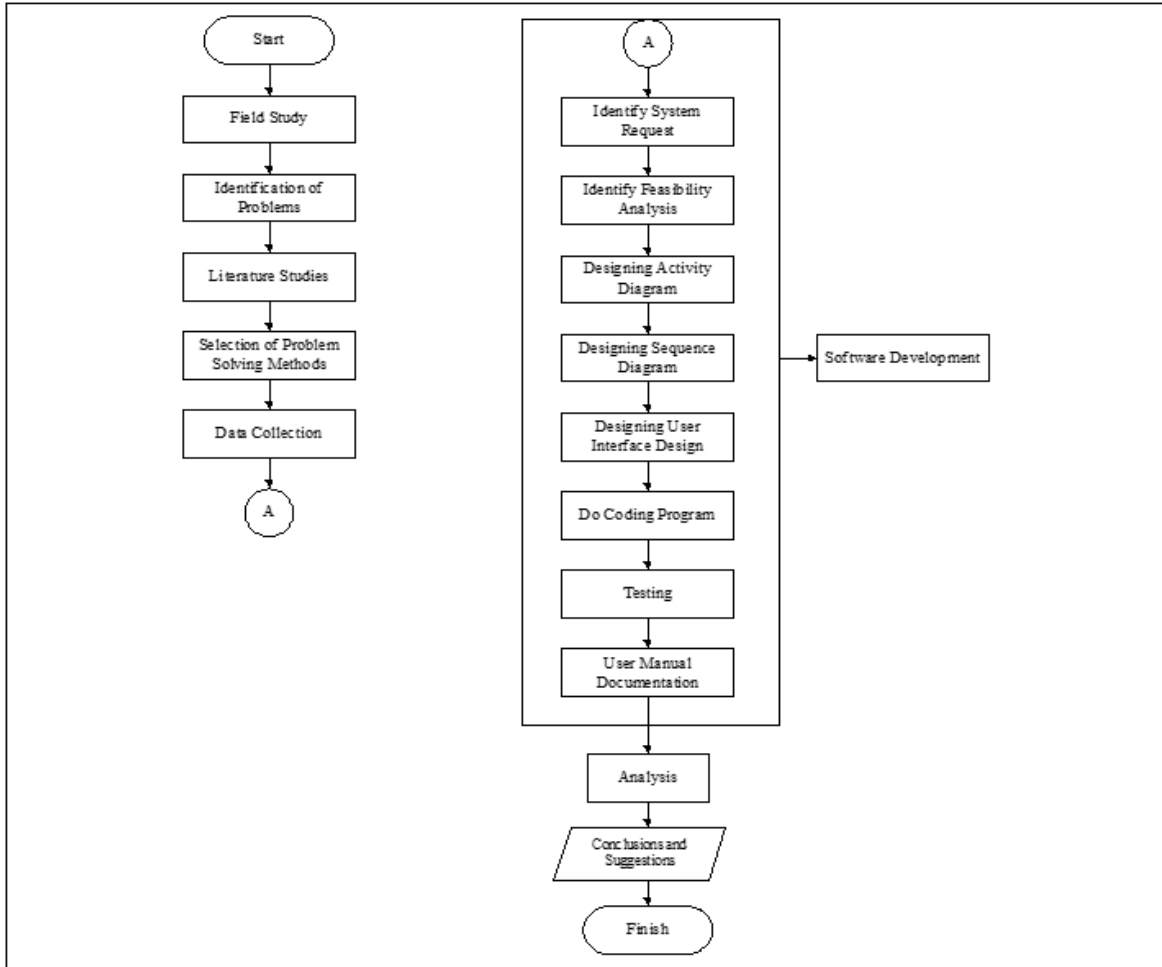 Start
Field Study
Identification of
Problems
Literature Studies
Selection of Problem
Solving Methods
Data Collection
A
A
Identify System
Request
Identify Feasibility
Analysis
Designing Activity
Diagram
Designing Sequence
Diagram
Designing User
Interface Design
Do Coding Program
Testing
User Manual
Documentation
Software Development
Analysis
Conclusions and
Suggestions
Finish